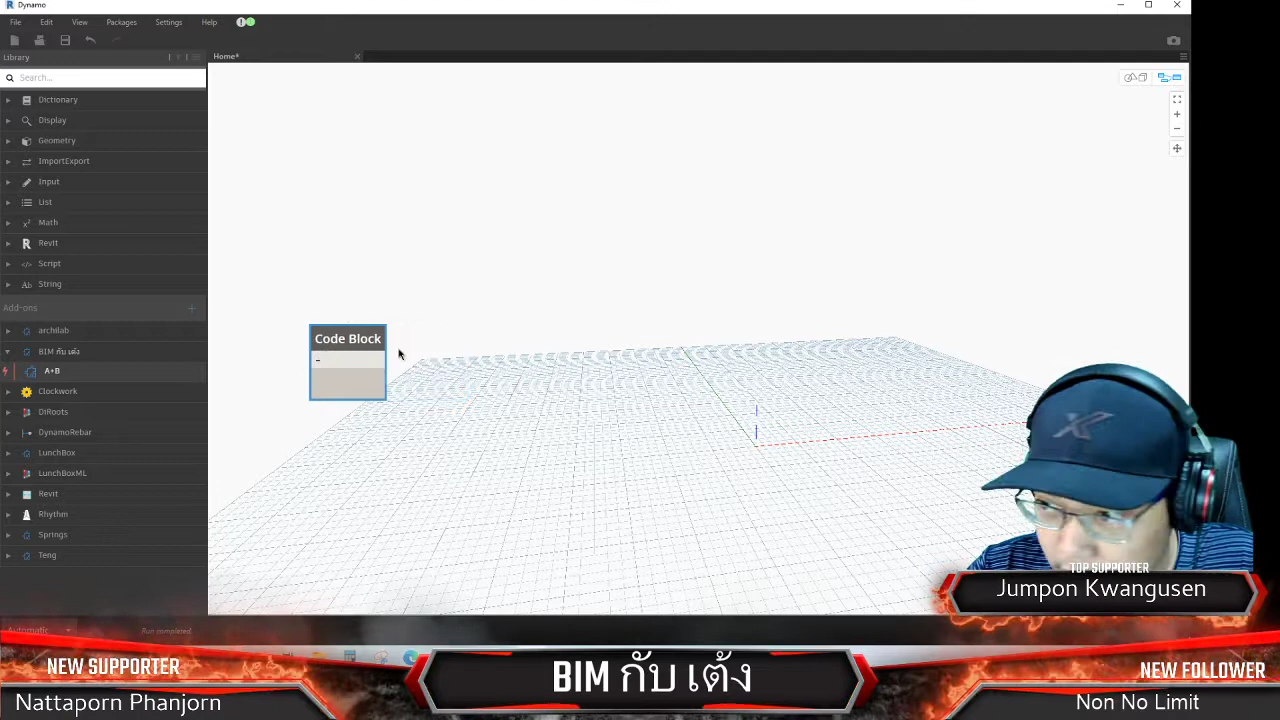 Dynamo
File Edit View Packages Settings Help
Library
Search...
Home*
Dictionary
Display
Geometry
ImportExport
Input
List
Math
Revit
Script
String
Add-ons
archilab
BIM กับ เต้ง
A+B
Clockwork
DiRoots
DynamoRebar
LunchBox
LunchBoxML
Revit
Rhythm
Springs
Teng
Code Block
Automatic
Run completed.
TOP SUPPORTER
Jumpon Kwangusen
NEW SUPPORTER
Nattaporn Phanjorn
BIM กับ เต้ง
NEW FOLLOWER
Non No Limit